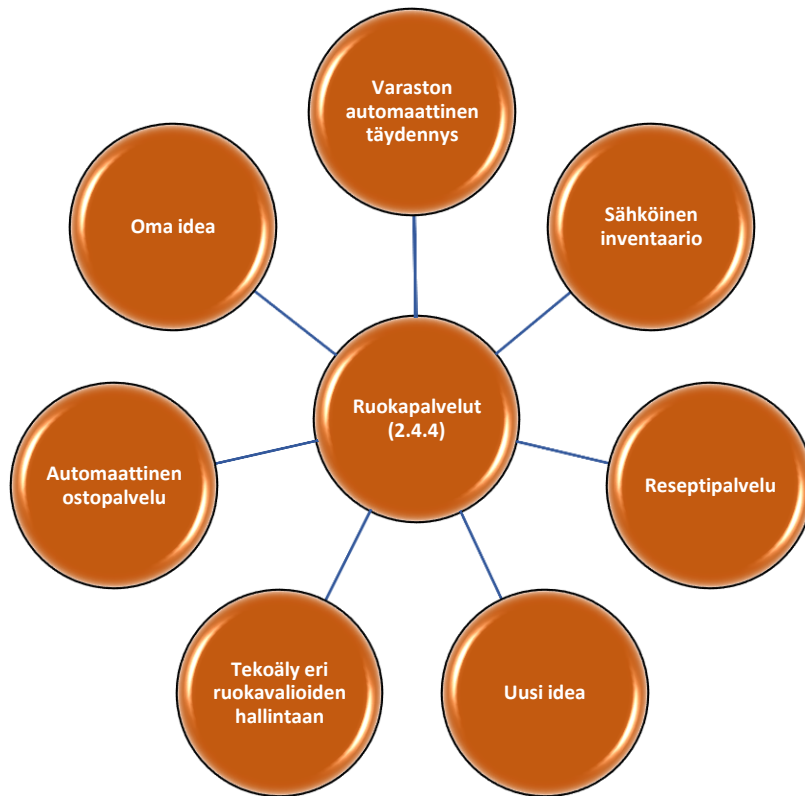 Varaston
automaattinen
täydennys
Sähköinen
inventaario
Oma idea
Ruokapalvelut
(2.4.4)
Automaattinen
ostopalvelu
Reseptipalvelu
Tekoäly eri
ruokavalioiden
hallintaan
Uusi idea